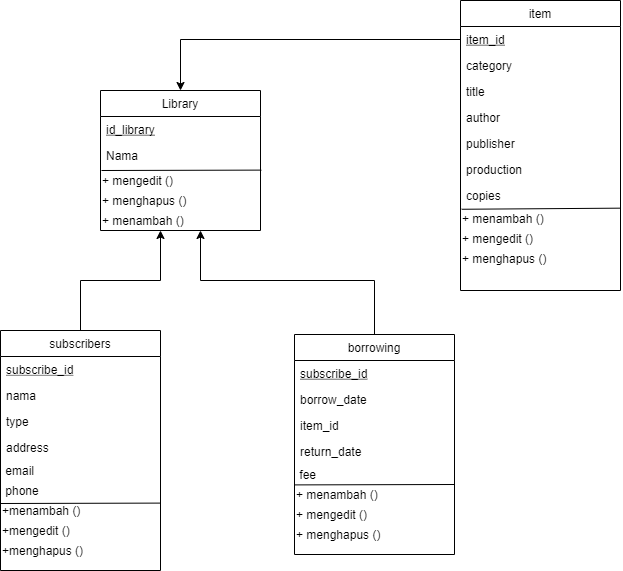 item
item_id
category
title
author
publisher
production
copies
+ menambah ()
+ mengedit ()
+ menghapus ()
Library
id_library
Nama
+ mengedit ()
+ menghapus ()
+ menambah ()
subscribers
subscribe_id
nama
type
address
email
phone
+menambah ()
+mengedit ()
+menghapus ()
borrowing
subscribe_id
borrow_date
item_id
return_date
fee
+ menambah ()
+ mengedit ()
+ menghapus ()